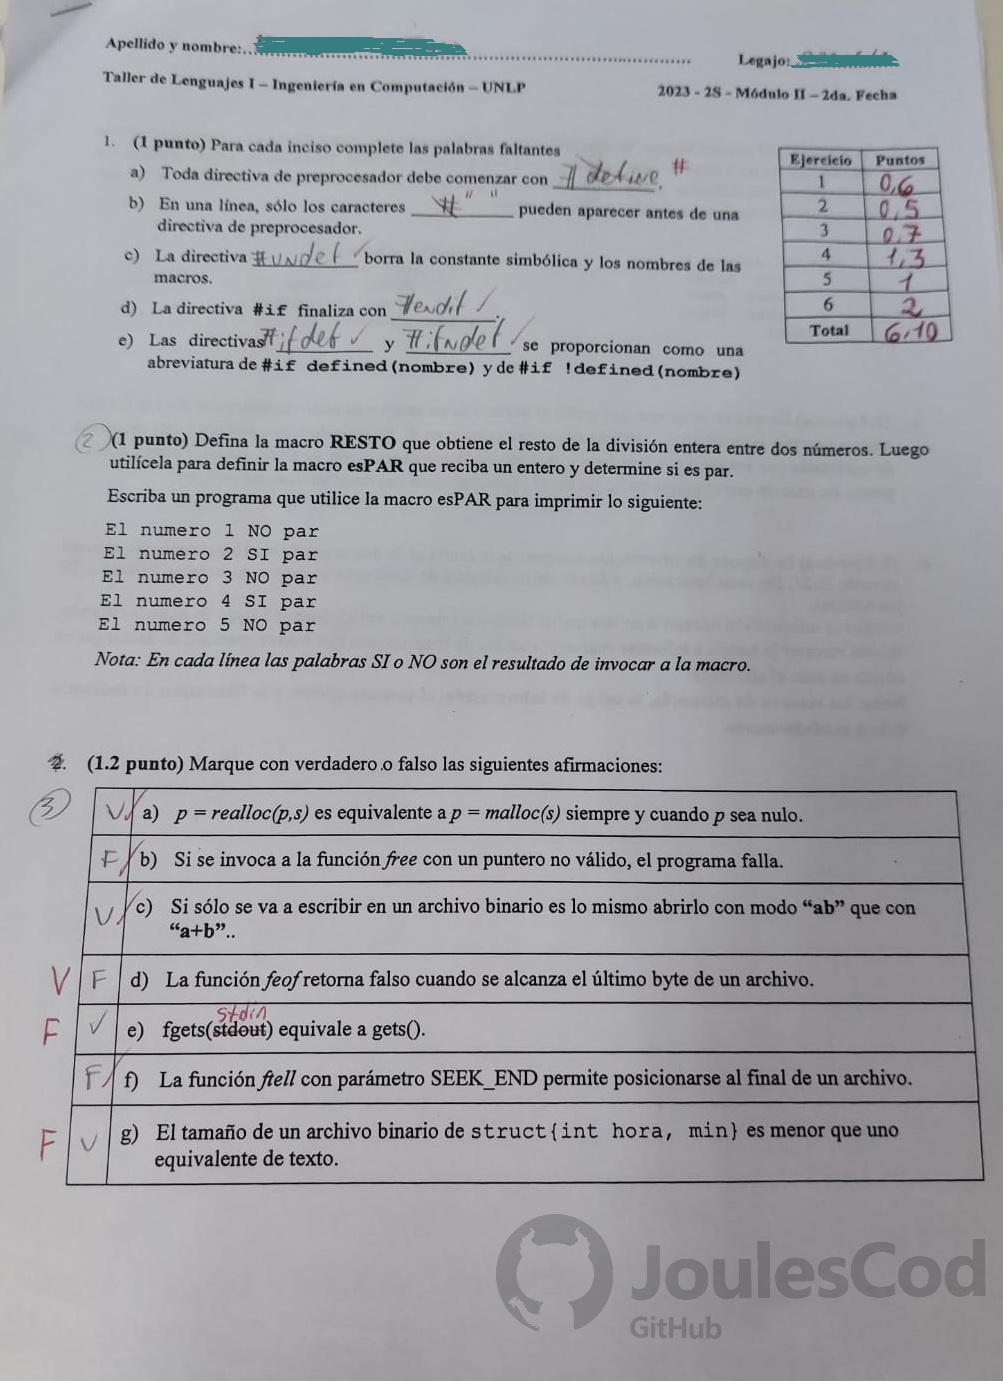 Apellido y nombre:
Legajo:
Taller de Lenguajes I – Ingeniería en Computación – UNLP
2023 - 2S - Módulo II – 2da. Fecha
1. (1 punto) Para cada inciso complete las palabras faltantes
a) Toda directiva de preprocesador debe comenzar con # define. #
b) En una línea, sólo los caracteres # " " pueden aparecer antes de una
directiva de preprocesador.
c) La directiva #undef borra la constante simbólica y los nombres de las
macros.
d) La directiva #if finaliza con #endif.
e) Las directivas #ifdef y #ifndef se proporcionan como una
abreviatura de #if defined(nombre) y de #if !defined(nombre)
Ejercicio Puntos
1 0,6
2 0,5
3 0,7
4 1,3
5 1
6 2
Total 6,10
2 (1 punto) Defina la macro RESTO que obtiene el resto de la división entera entre dos números. Luego
utilícela para definir la macro esPAR que reciba un entero y determine si es par.
Escriba un programa que utilice la macro esPAR para imprimir lo siguiente:
El numero 1 NO par
El numero 2 SI par
El numero 3 NO par
El numero 4 SI par
El numero 5 NO par
Nota: En cada línea las palabras SI o NO son el resultado de invocar a la macro.
2. (1.2 punto) Marque con verdadero o falso las siguientes afirmaciones:
3
V a) p = realloc(p,s) es equivalente a p = malloc(s) siempre y cuando p sea nulo.
F b) Si se invoca a la función free con un puntero no válido, el programa falla.
V c) Si sólo se va a escribir en un archivo binario es lo mismo abrirlo con modo “ab” que con
“a+b”..
V F d) La función feof retorna falso cuando se alcanza el último byte de un archivo.
stdin
F V e) fgets(stdout) equivale a gets().
F f) La función ftell con parámetro SEEK_END permite posicionarse al final de un archivo.
F V g) El tamaño de un archivo binario de struct{int hora, min} es menor que uno
equivalente de texto.
JoulesCod
GitHub